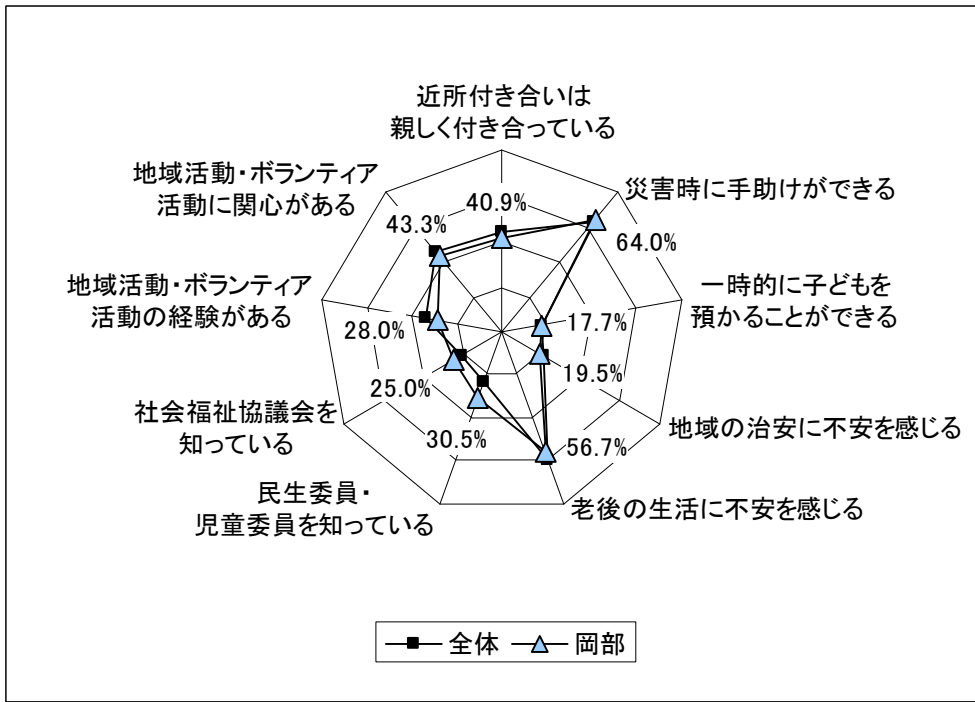 近所付き合いは
親しく付き合っている
災害時に手助けができる
一時的に子どもを
預かることができる
地域の治安に不安を感じる
老後の生活に不安を感じる
民生委員・
児童委員を知っている
社会福祉協議会を
知っている
地域活動・ボランティア
活動の経験がある
地域活動・ボランティア
活動に関心がある
40.9%
64.0%
17.7%
19.5%
56.7%
30.5%
25.0%
28.0%
43.3%
全体
岡部